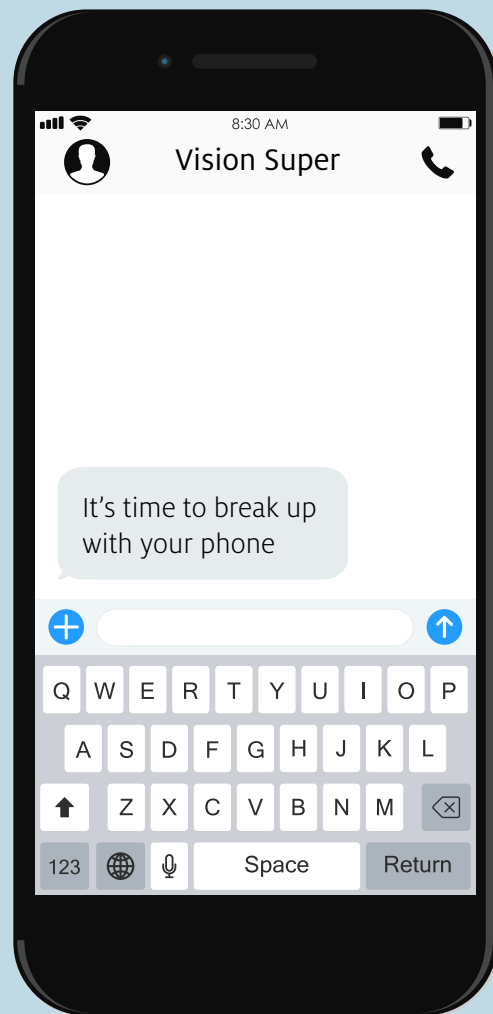 8:30 AM
Vision Super
It's time to break up
with your phone
Q W E R T Y U I O P
A S D F G H J K L
Z X C V B N M
123 Space Return